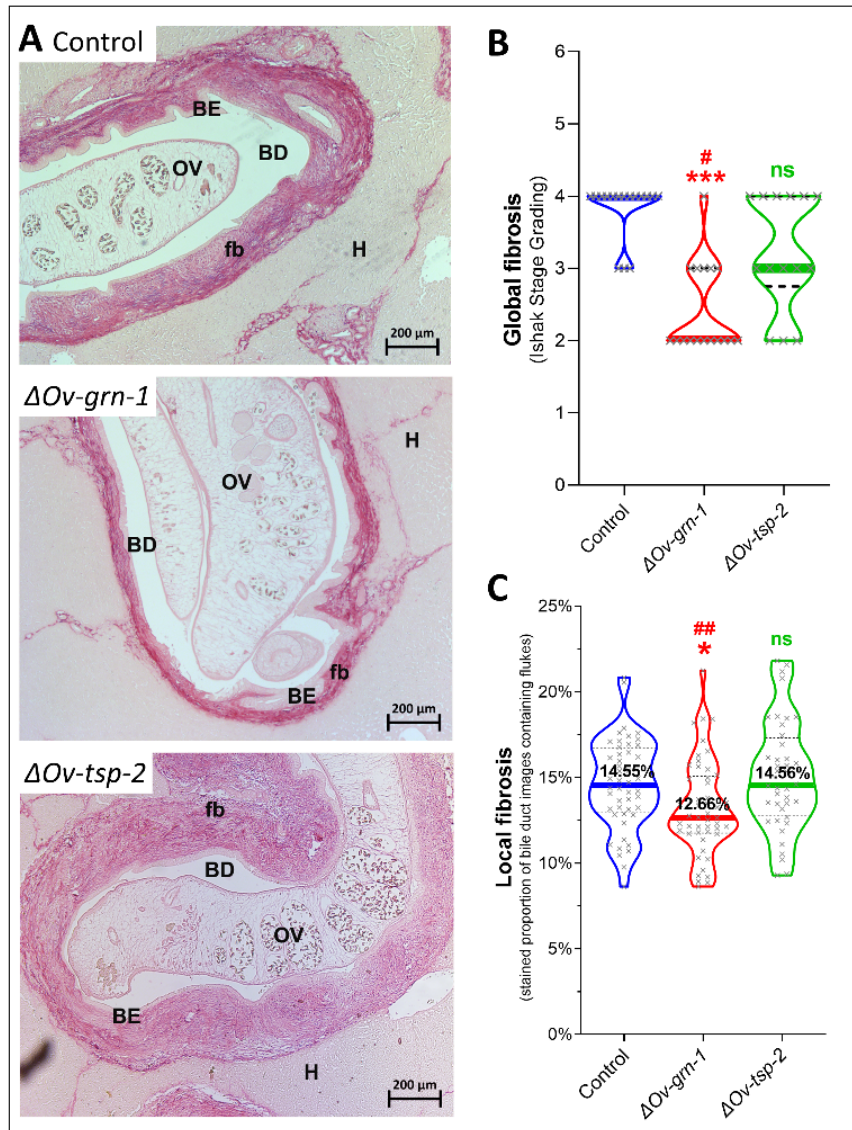 A Control
BE
OV
BD
fb
H
200 µm
ΔOv-grn-1
H
OV
BD
fb
BE
200 µm
ΔOv-tsp-2
fb
BD
OV
BE
H
200 µm
B
Global fibrosis
(Ishak Stage Grading)
6
5
4
3
2
1
0
#
***
ns
Control
ΔOv-grn-1
ΔOv-tsp-2
C
Local fibrosis
(stained proportion of bile duct images containing flukes)
25%
20%
15%
10%
5%
0%
##
*
ns
14.55%
12.66%
14.56%
Control
ΔOv-grn-1
ΔOv-tsp-2